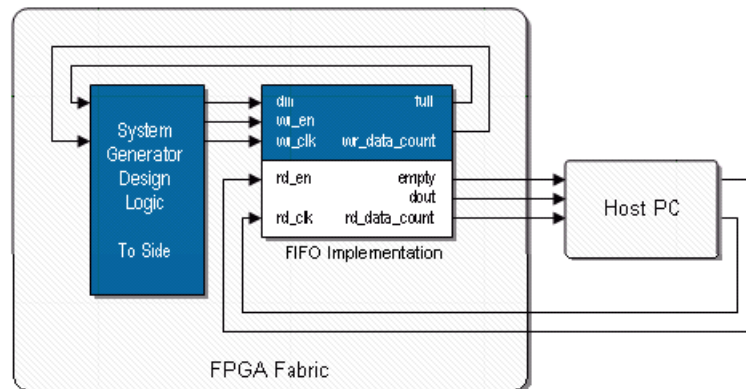 System
Generator
Design
Logic
To Side
din
full
wr_en
wr_clk
wr_data_count
rd_en
empty
dout
rd_clk
rd_data_count
FIFO Implementation
Host PC
FPGA Fabric